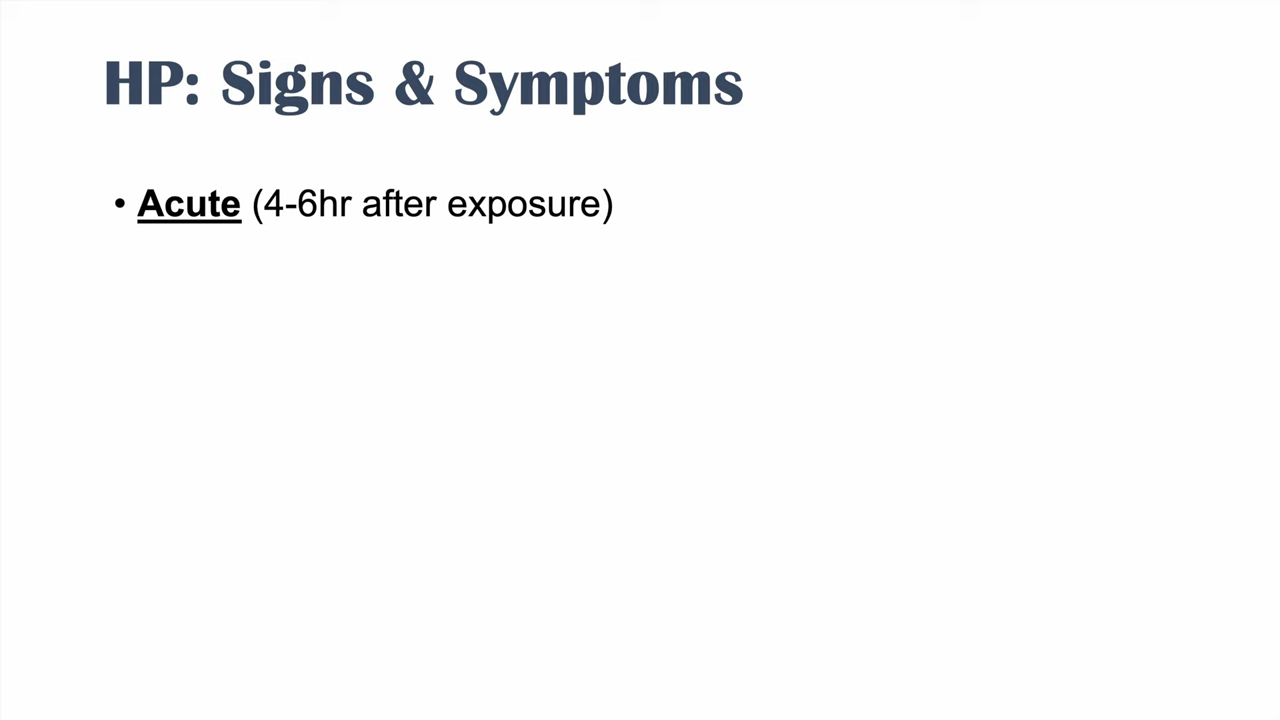 HP: Signs & Symptoms
• Acute (4-6hr after exposure)